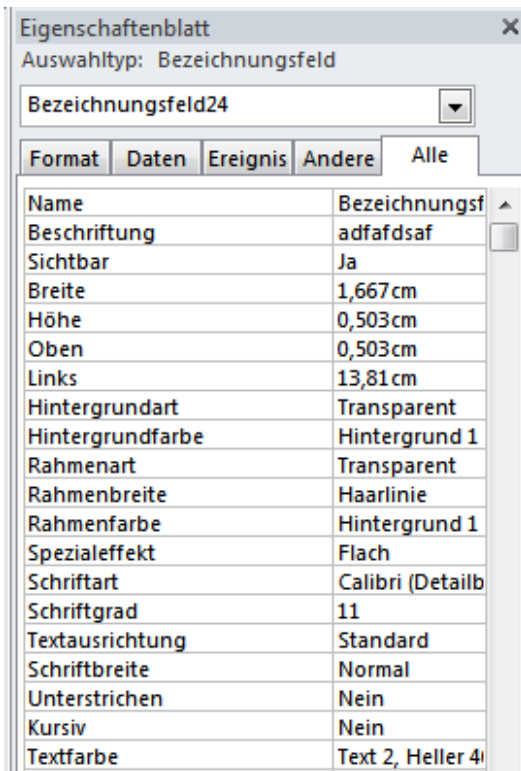 Eigenschaftenblatt
Auswahltyp: Bezeichnungsfeld
Bezeichnungsfeld24
Format Daten Ereignis Andere Alle
Name Bezeichnungsf
Beschriftung adfafdsaf
Sichtbar Ja
Breite 1,667cm
Höhe 0,503cm
Oben 0,503cm
Links 13,81cm
Hintergrundart Transparent
Hintergrundfarbe Hintergrund 1
Rahmenart Transparent
Rahmenbreite Haarlinie
Rahmenfarbe Hintergrund 1
Spezialeffekt Flach
Schriftart Calibri (Detailb
Schriftgrad 11
Textausrichtung Standard
Schriftbreite Normal
Unterstrichen Nein
Kursiv Nein
Textfarbe Text 2, Heller 4